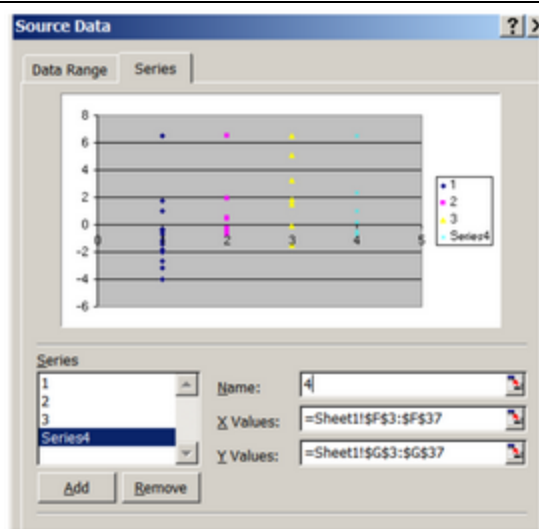 Source Data
Data Range Series
8
6
4
2
0
-2
-4
-6
0 1 2 3 4 5
1
2
3
Series4
Series
1
2
3
Series4
Name: 4
X Values: =Sheet1!$F$3:$F$37
Y Values: =Sheet1!$G$3:$G$37
Add Remove